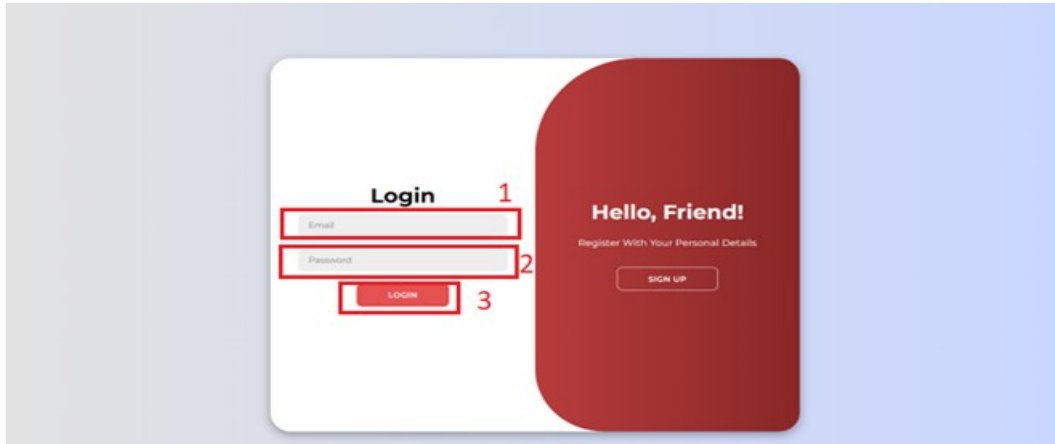 Login
1
Email
Password
2
LOGIN
3
Hello, Friend!
Register With Your Personal Details
SIGN UP